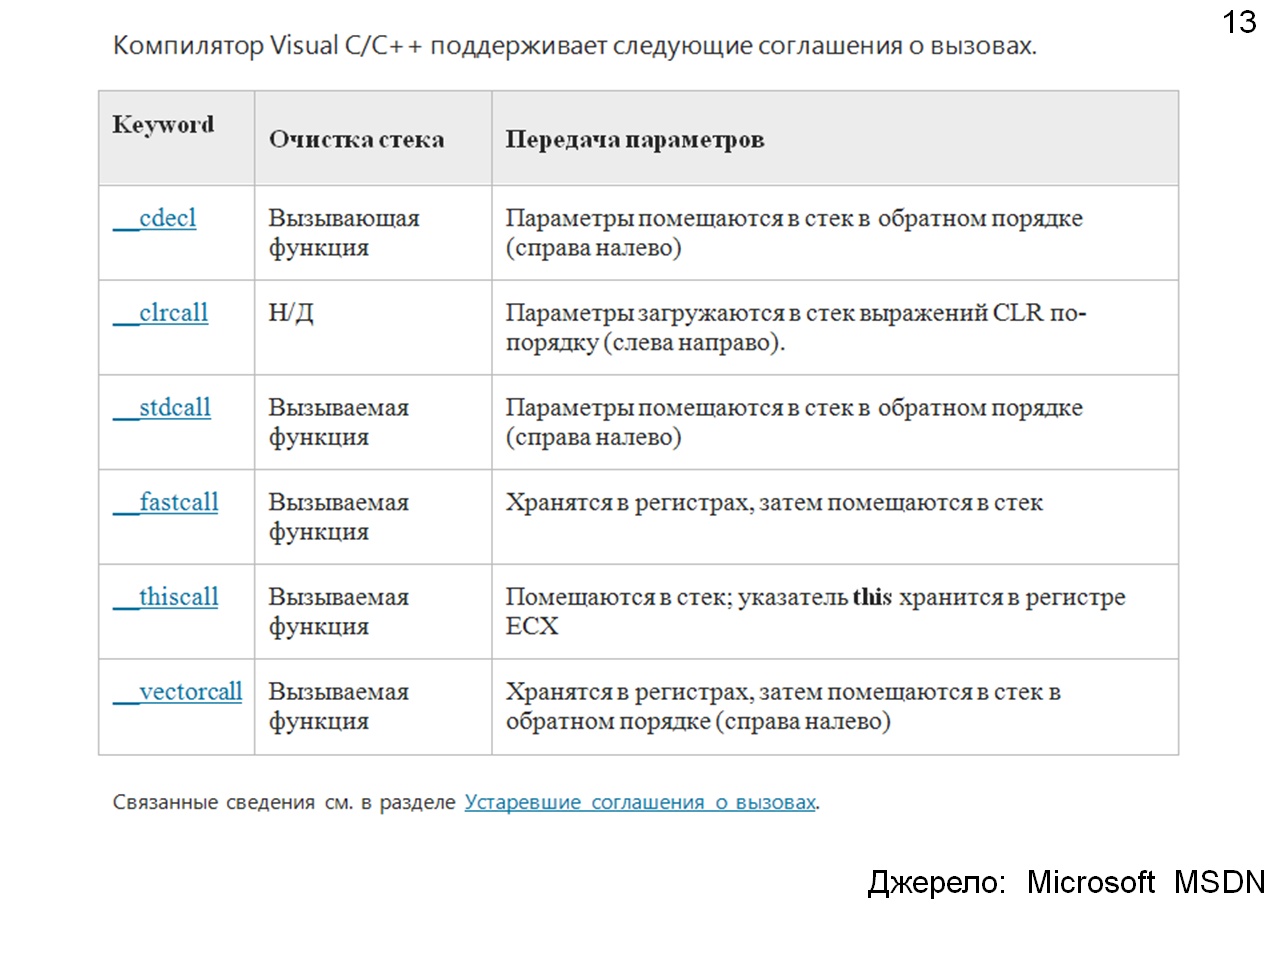 13
Компилятор Visual C/C++ поддерживает следующие соглашения о вызовах.
Keyword
Очистка стека
Передача параметров
__cdecl
Вызывающая
функция
Параметры помещаются в стек в обратном порядке
(справа налево)
__clrcall
Н/Д
Параметры загружаются в стек выражений CLR по-
порядку (слева направо).
__stdcall
Вызываемая
функция
Параметры помещаются в стек в обратном порядке
(справа налево)
__fastcall
Вызываемая
функция
Хранятся в регистрах, затем помещаются в стек
__thiscall
Вызываемая
функция
Помещаются в стек; указатель this хранится в регистре
ECX
__vectorcall
Вызываемая
функция
Хранятся в регистрах, затем помещаются в стек в
обратном порядке (справа налево)
Связанные сведения см. в разделе Устаревшие соглашения о вызовах.
Джерело: Microsoft MSDN